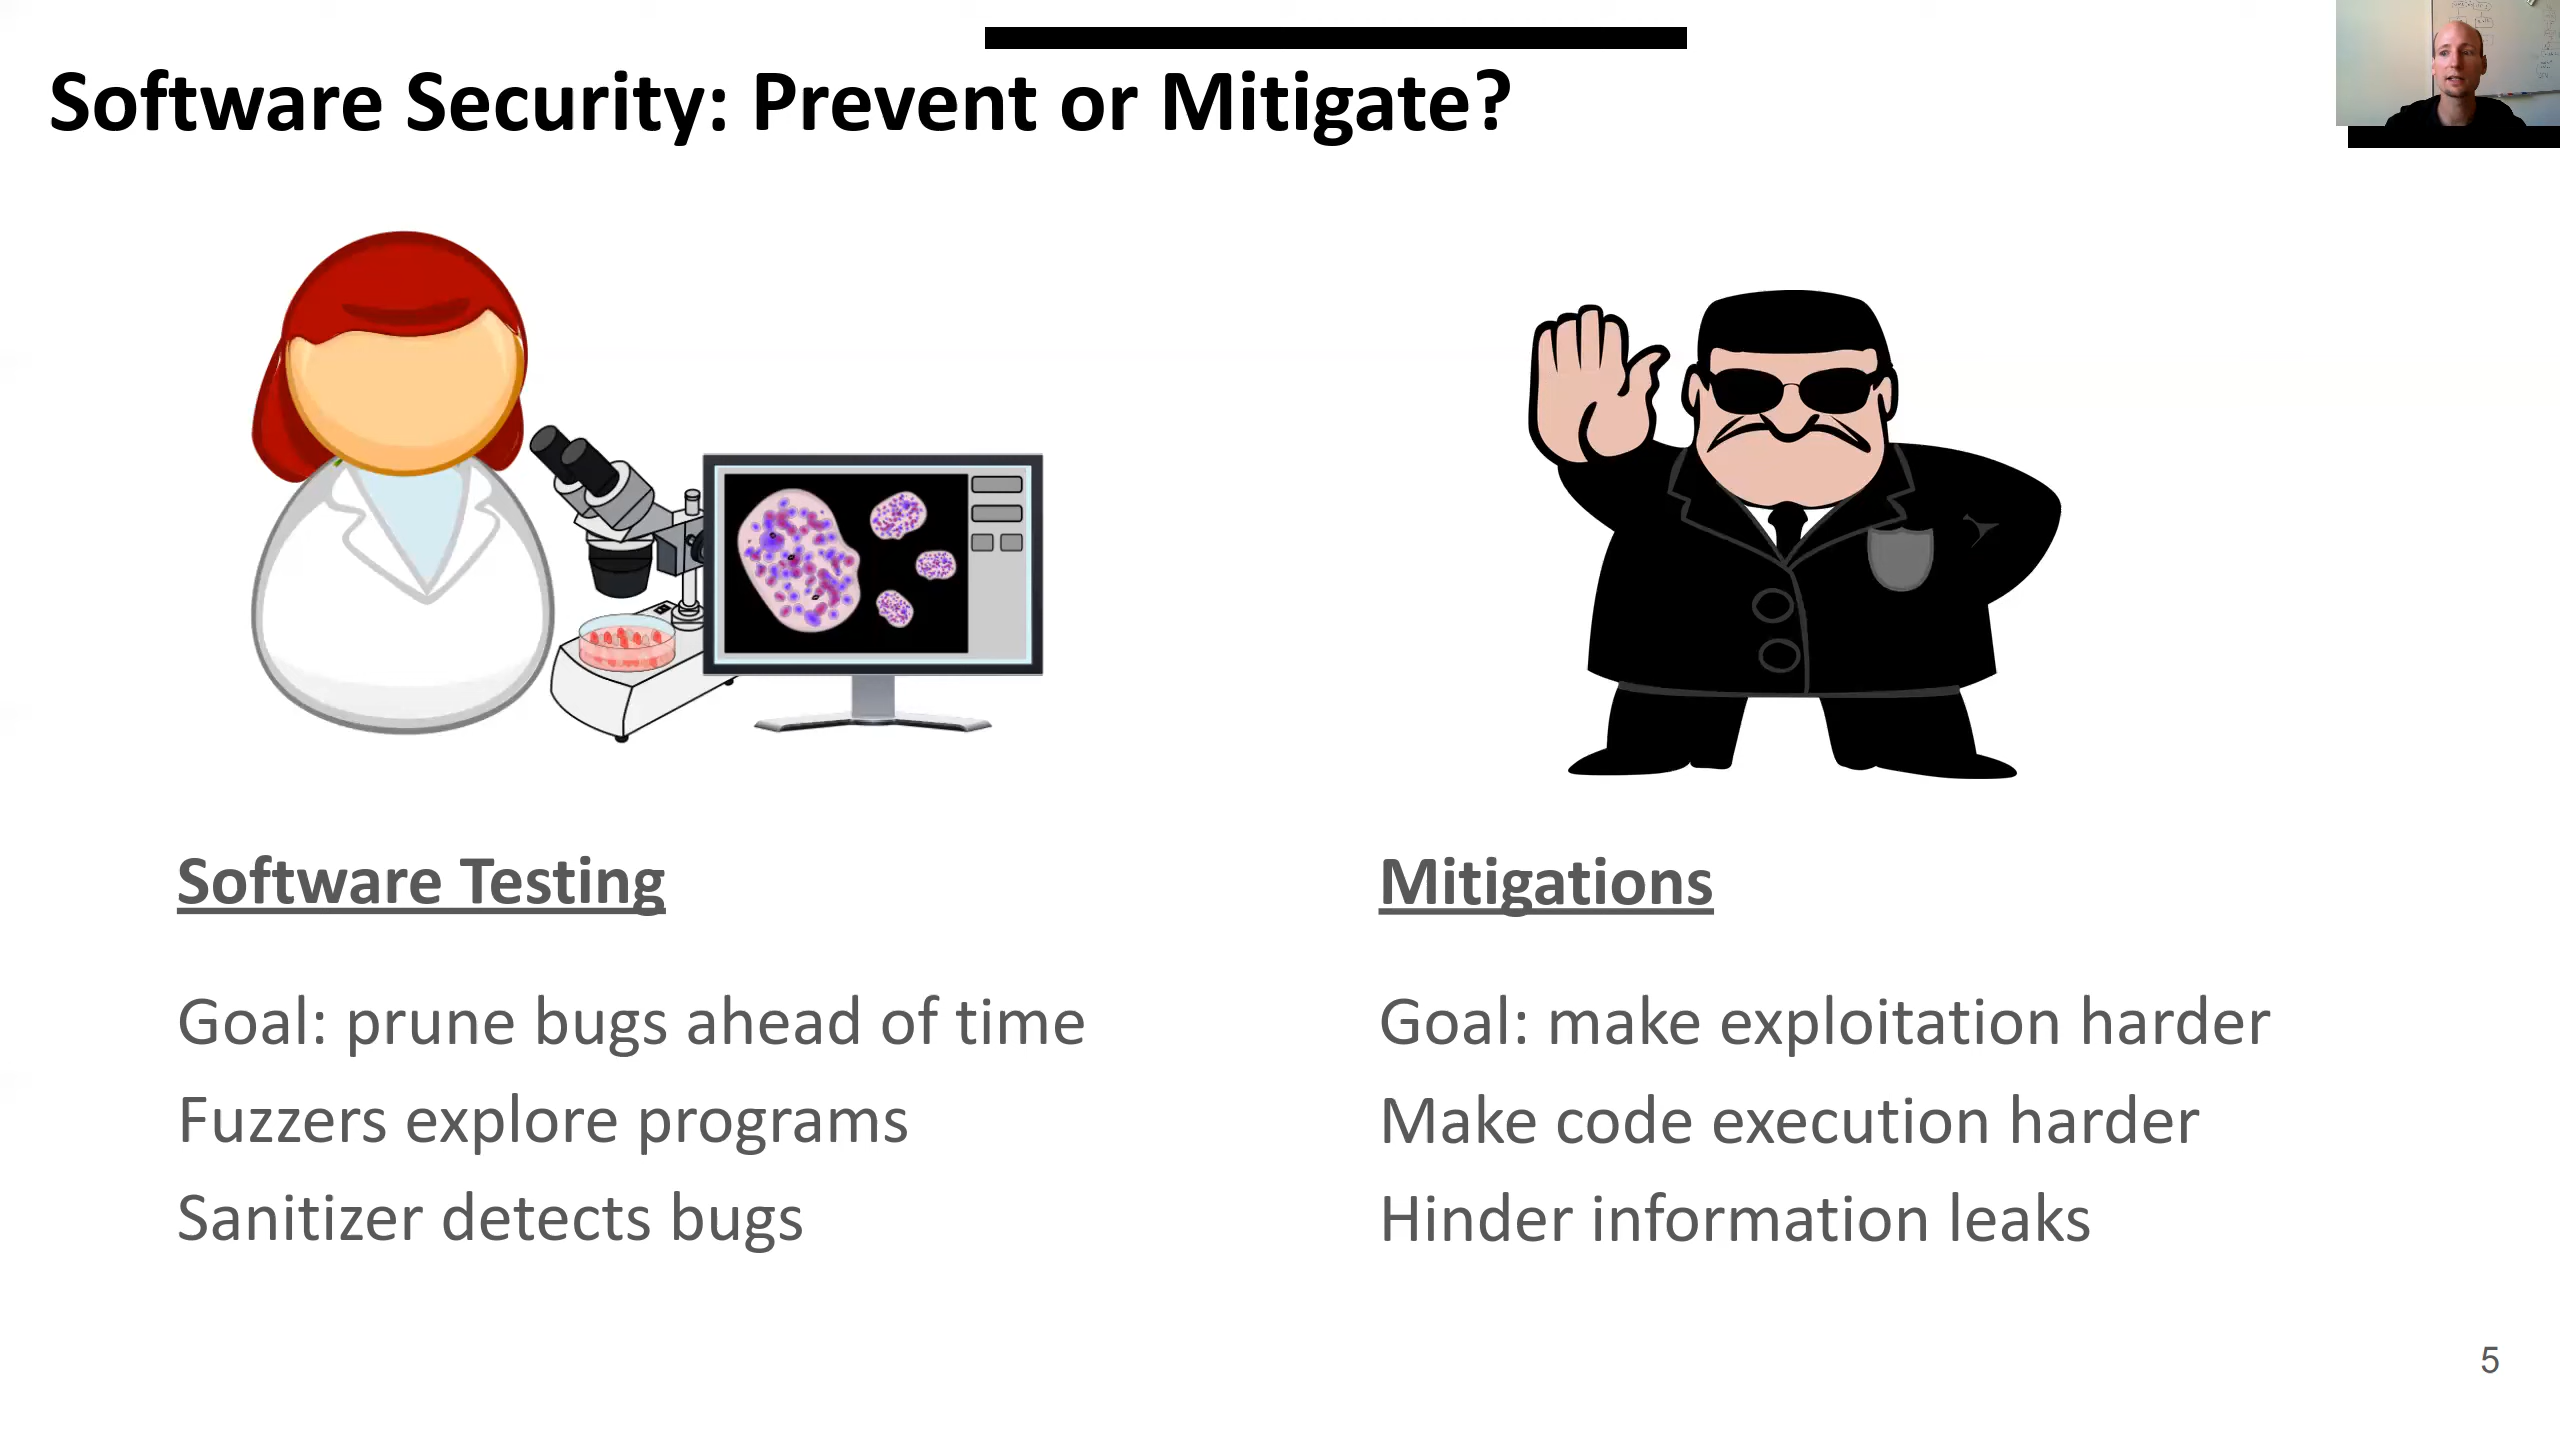 Software Security: Prevent or Mitigate?
Software Testing
Goal: prune bugs ahead of time
Fuzzers explore programs
Sanitizer detects bugs
Mitigations
Goal: make exploitation harder
Make code execution harder
Hinder information leaks
5